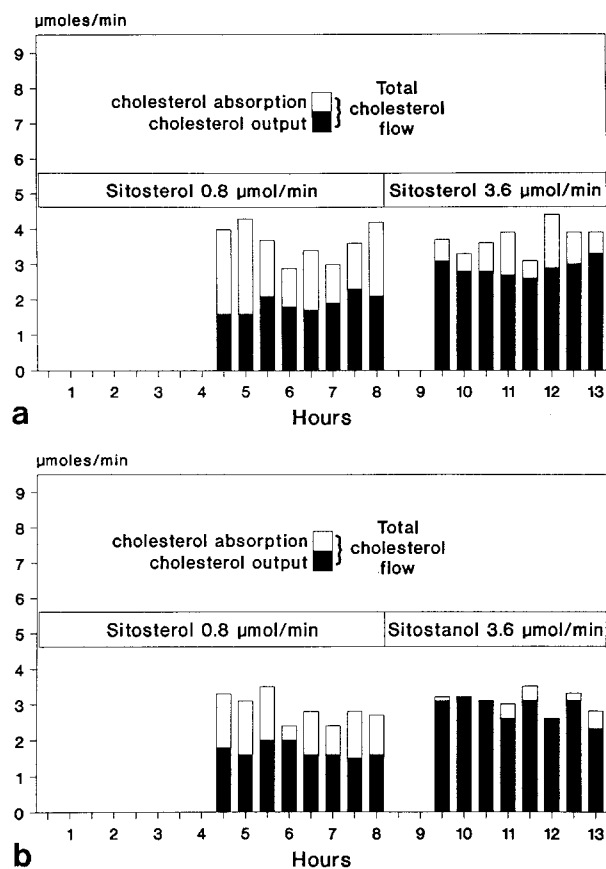 µmoles/min
9
8
7
6
5
4
3
2
1
0
cholesterol absorption
cholesterol output
Total
cholesterol
flow
Sitosterol 0.8 µmol/min
Sitosterol 3.6 µmol/min
1 2 3 4 5 6 7 8 9 10 11 12 13
Hours
a
µmoles/min
9
8
7
6
5
4
3
2
1
0
cholesterol absorption
cholesterol output
Total
cholesterol
flow
Sitosterol 0.8 µmol/min
Sitostanol 3.6 µmol/min
1 2 3 4 5 6 7 8 9 10 11 12 13
Hours
b